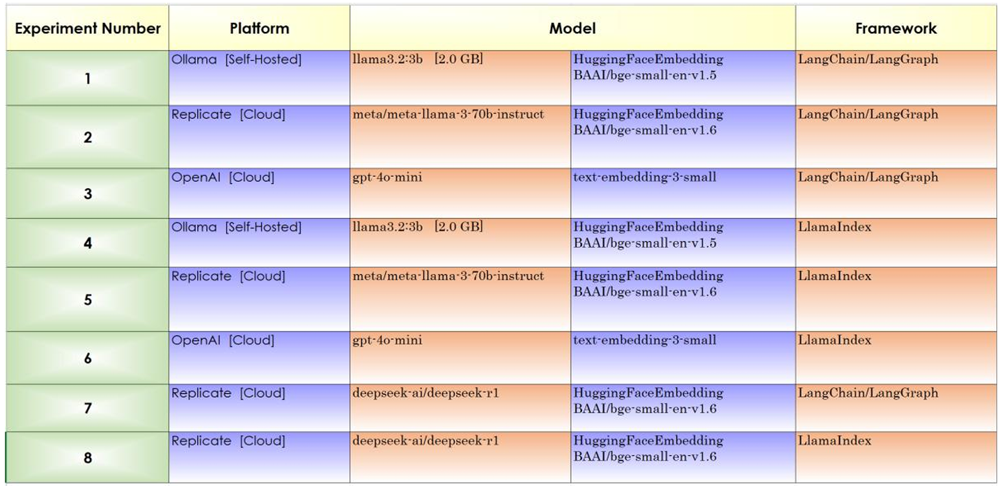 Experiment Number Platform Model Framework
1 Ollama [Self-Hosted] llama3.2:3b [2.0 GB] HuggingFaceEmbedding LangChain/LangGraph
BAAI/bge-small-en-v1.5
2 Replicate [Cloud] meta/meta-llama-3-70b-instruct HuggingFaceEmbedding LangChain/LangGraph
BAAI/bge-small-en-v1.6
3 OpenAI [Cloud] gpt-4o-mini text-embedding-3-small LangChain/LangGraph
4 Ollama [Self-Hosted] llama3.2:3b [2.0 GB] HuggingFaceEmbedding LlamaIndex
BAAI/bge-small-en-v1.5
5 Replicate [Cloud] meta/meta-llama-3-70b-instruct HuggingFaceEmbedding LlamaIndex
BAAI/bge-small-en-v1.6
6 OpenAI [Cloud] gpt-4o-mini text-embedding-3-small LlamaIndex
7 Replicate [Cloud] deepseek-ai/deepseek-r1 HuggingFaceEmbedding LangChain/LangGraph
BAAI/bge-small-en-v1.6
8 Replicate [Cloud] deepseek-ai/deepseek-r1 HuggingFaceEmbedding LlamaIndex
BAAI/bge-small-en-v1.6